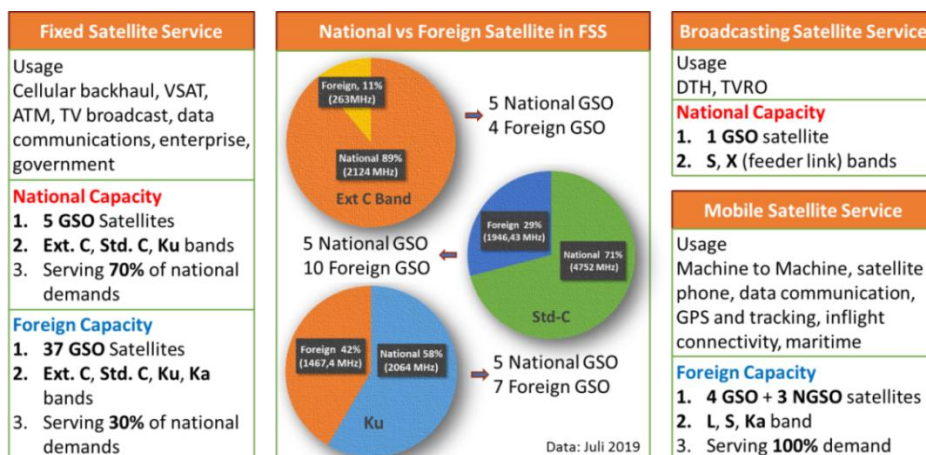 Fixed Satellite Service
Usage
Cellular backhaul, VSAT,
ATM, TV broadcast, data
communications, enterprise,
government
National Capacity
1. 5 GSO Satellites
2. Ext. C, Std. C, Ku bands
3. Serving 70% of national
demands
Foreign Capacity
1. 37 GSO Satellites
2. Ext. C, Std. C, Ku, Ka
bands
3. Serving 30% of national
demands
National vs Foreign Satellite in FSS
Foreign, 11%
(263MHz)
National 89%
(2124 MHz)
Ext C Band
5 National GSO
4 Foreign GSO
5 National GSO
10 Foreign GSO
Foreign 29%
(1946,43 MHz)
National 71%
(4752 MHz)
Std-C
Foreign 42%
(1467,4 MHz)
National 58%
(2064 MHz)
Ku
5 National GSO
7 Foreign GSO
Data: Juli 2019
Broadcasting Satellite Service
Usage
DTH, TVRO
National Capacity
1. 1 GSO satellite
2. S, X (feeder link) bands
Mobile Satellite Service
Usage
Machine to Machine, satellite
phone, data communication,
GPS and tracking, inflight
connectivity, maritime
Foreign Capacity
1. 4 GSO + 3 NGSO satellites
2. L, S, Ka band
3. Serving 100% demand